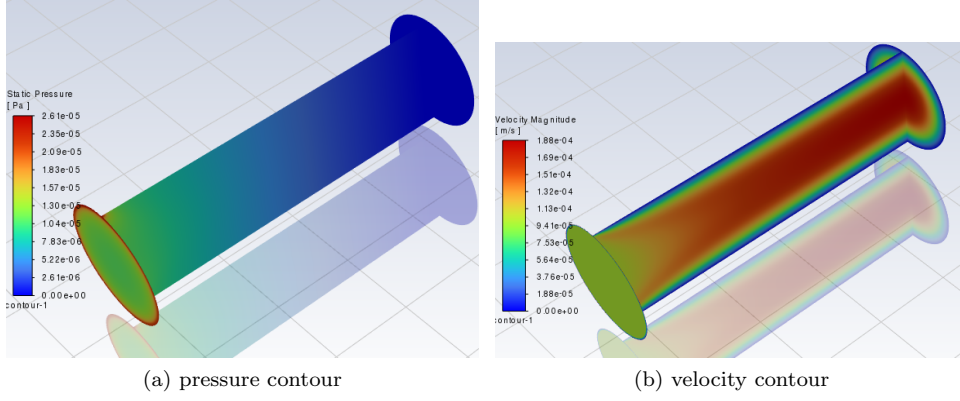 Static Pressure
[ Pa ]
2.61e-05
2.35e-05
2.09e-05
1.83e-05
1.57e-05
1.30e-05
1.04e-05
7.83e-06
5.22e-06
2.61e-06
0.00e+00
contour-1
Velocity Magnitude
[ m/s ]
1.88e-04
1.69e-04
1.51e-04
1.32e-04
1.13e-04
9.41e-05
7.53e-05
5.64e-05
3.76e-05
1.88e-05
0.00e+00
contour-1
(a) pressure contour
(b) velocity contour